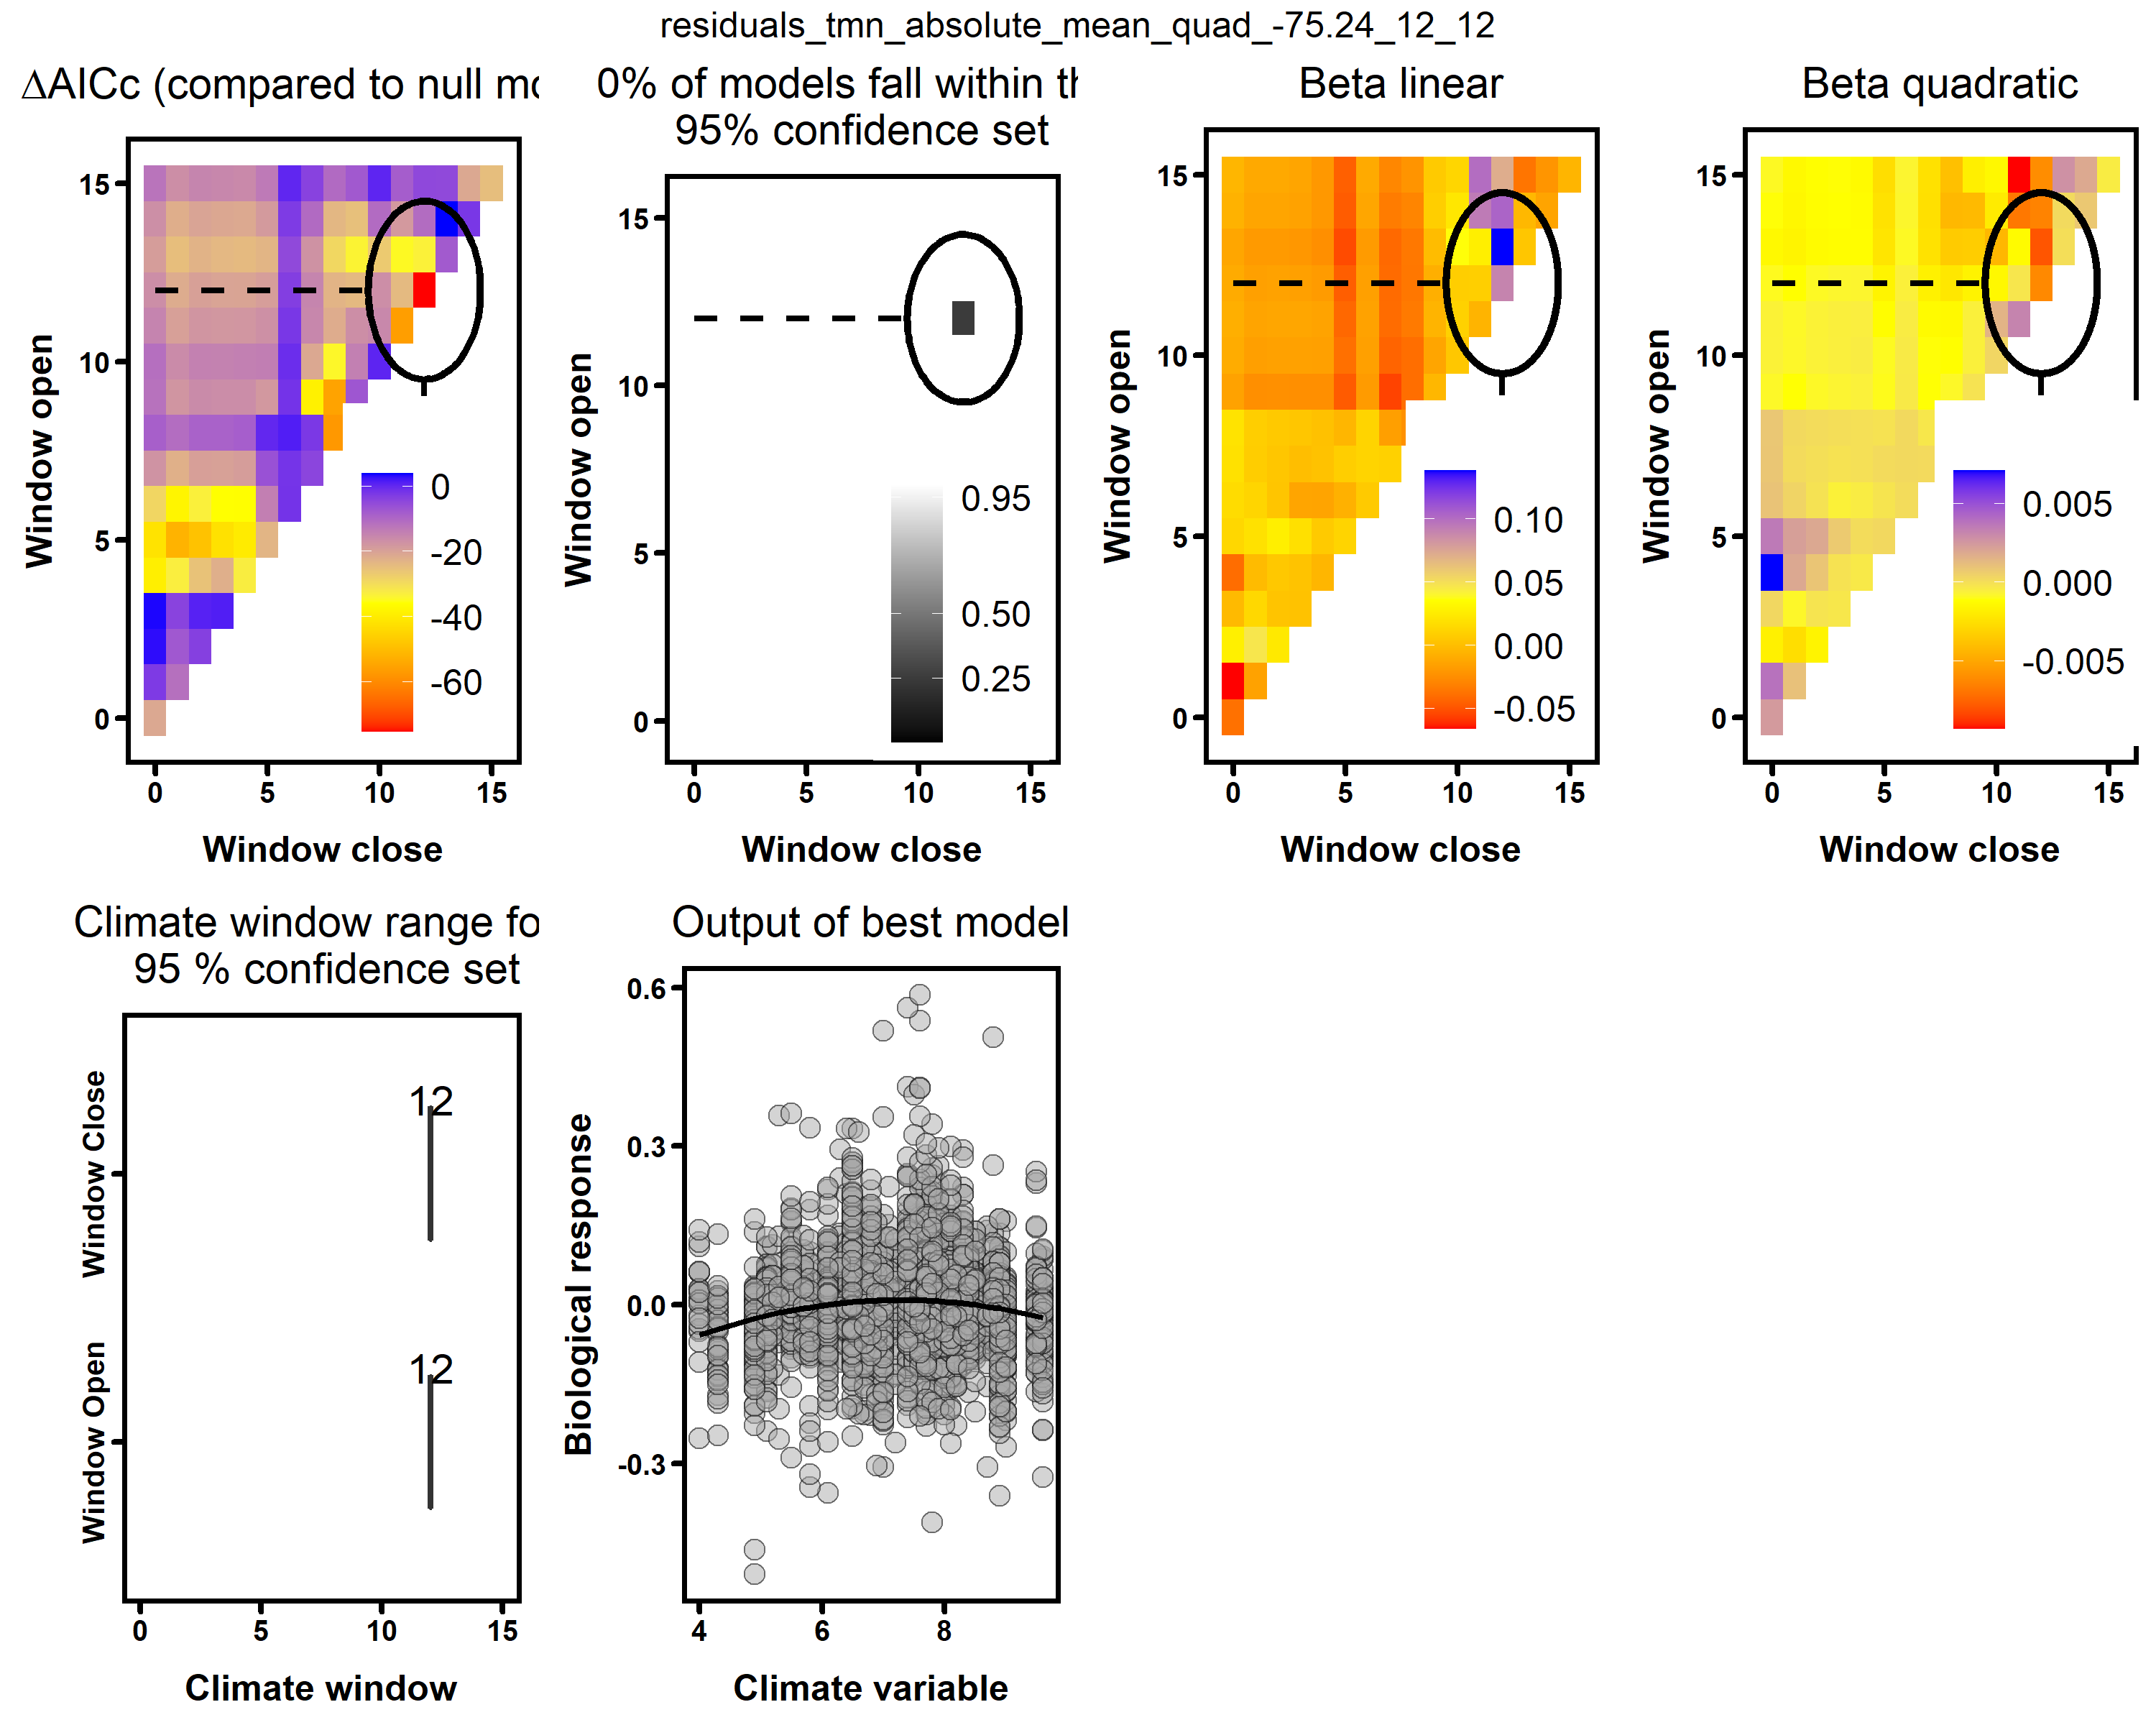 residuals_tmn_absolute_mean_quad_-75.24_12_12
ΔAICc (compared to null mo
Window open
15
10
5
0
0
-20
-40
-60
0 5 10 15
Window close
0% of models fall within th
95% confidence set
Window open
15
10
5
0
0.95
0.50
0.25
0 5 10 15
Window close
Beta linear
Window open
15
10
5
0
0.10
0.05
0.00
-0.05
0 5 10 15
Window close
Beta quadratic
Window open
15
10
5
0
0.005
0.000
-0.005
0 5 10 15
Window close
Climate window range fo
95 % confidence set
Window Close
Window Open
12
12
0 5 10 15
Climate window
Output of best model
Biological response
0.6
0.3
0.0
-0.3
4 6 8
Climate variable